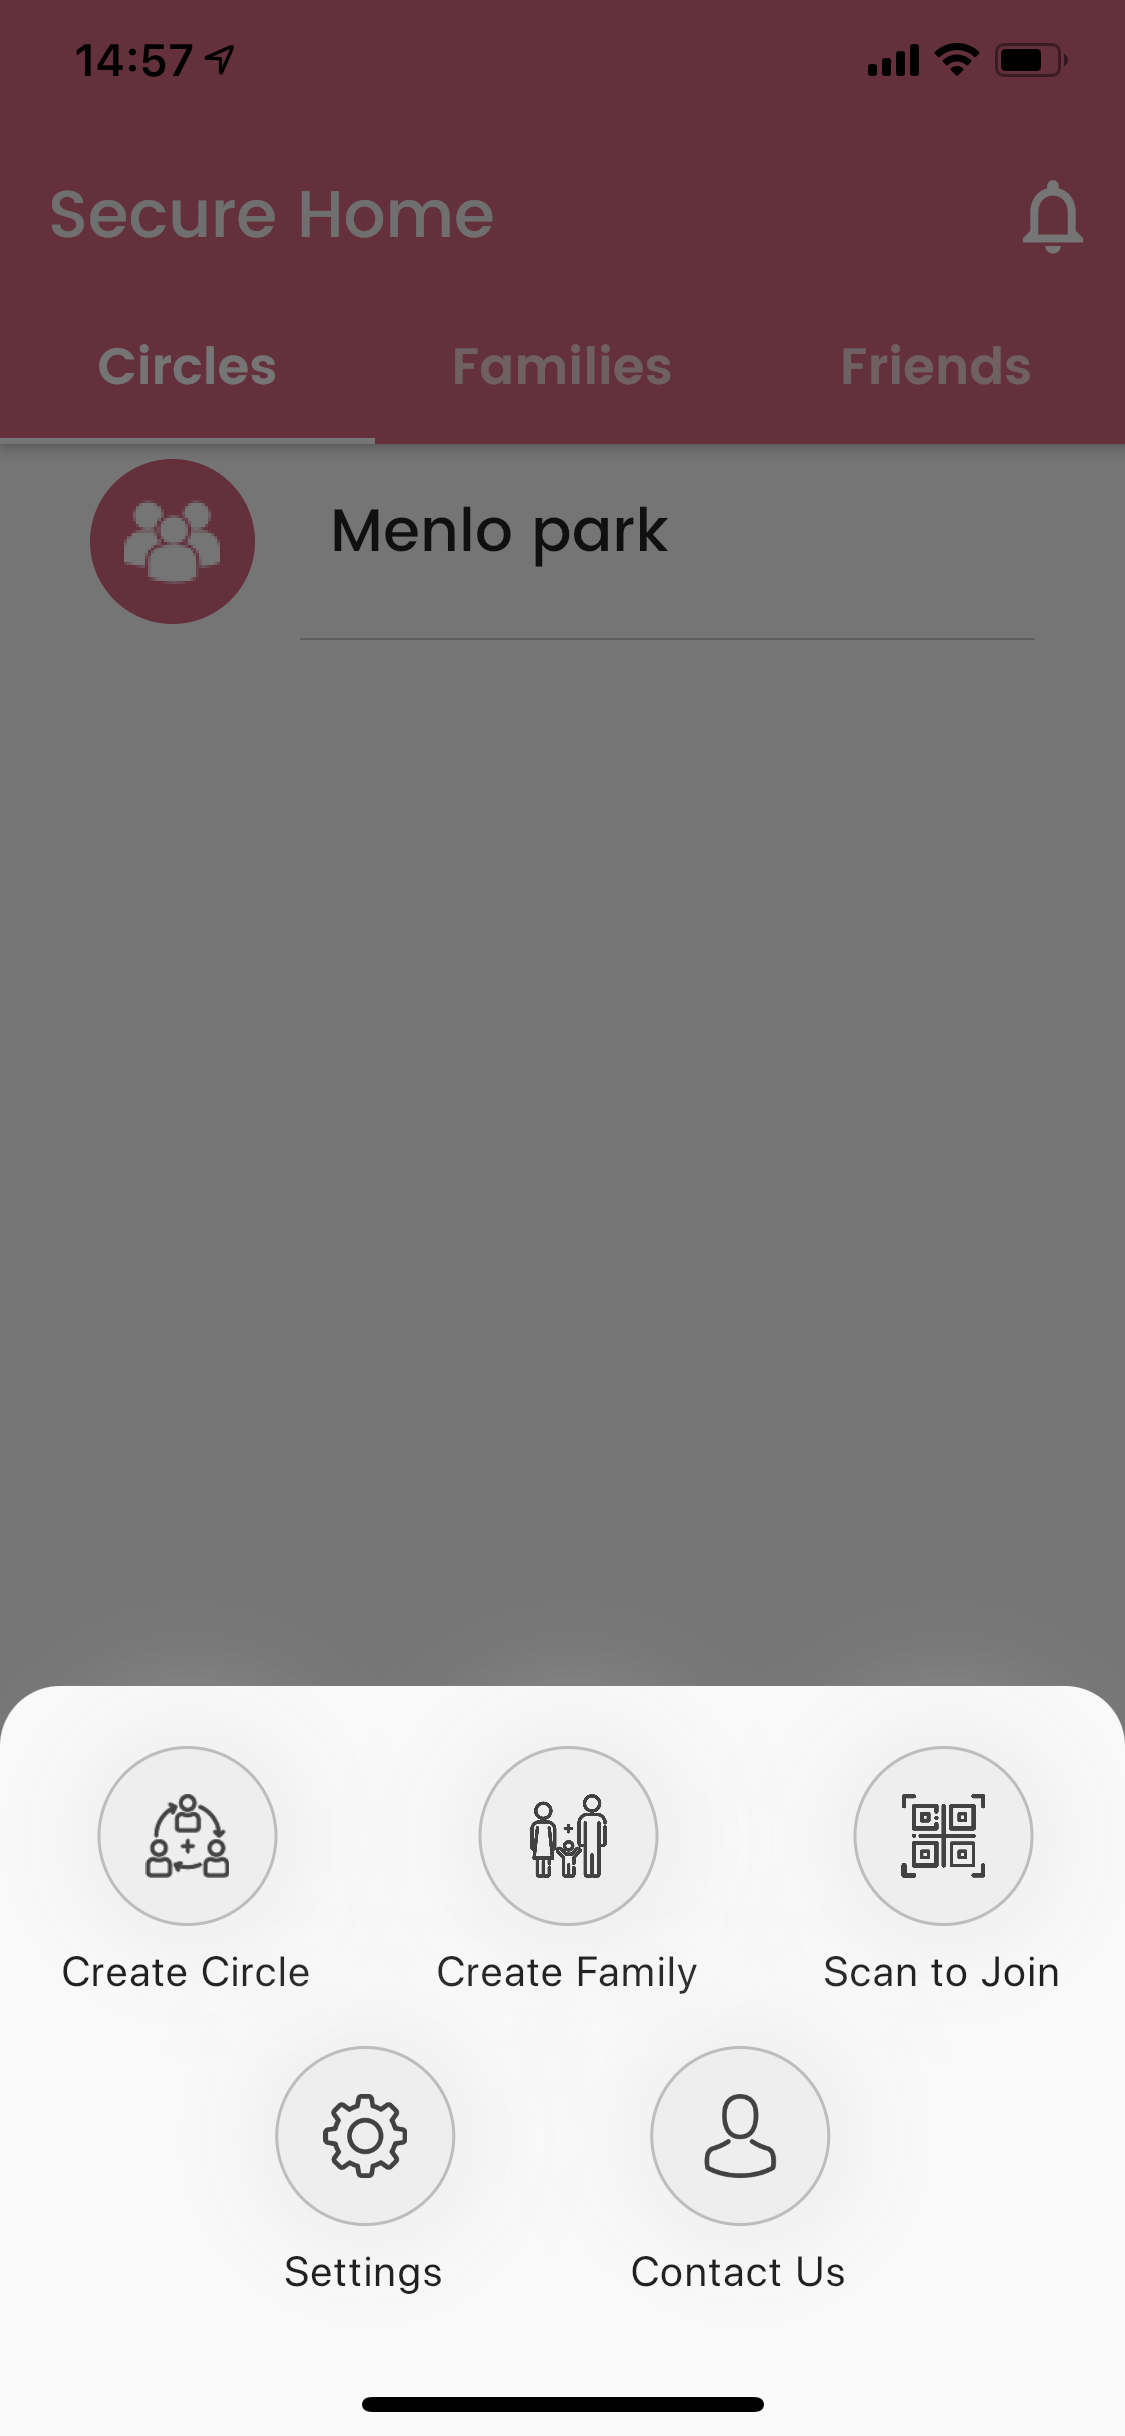 14:57
Secure Home
Circles Families Friends
Menlo park
Create Circle Create Family Scan to Join
Settings Contact Us